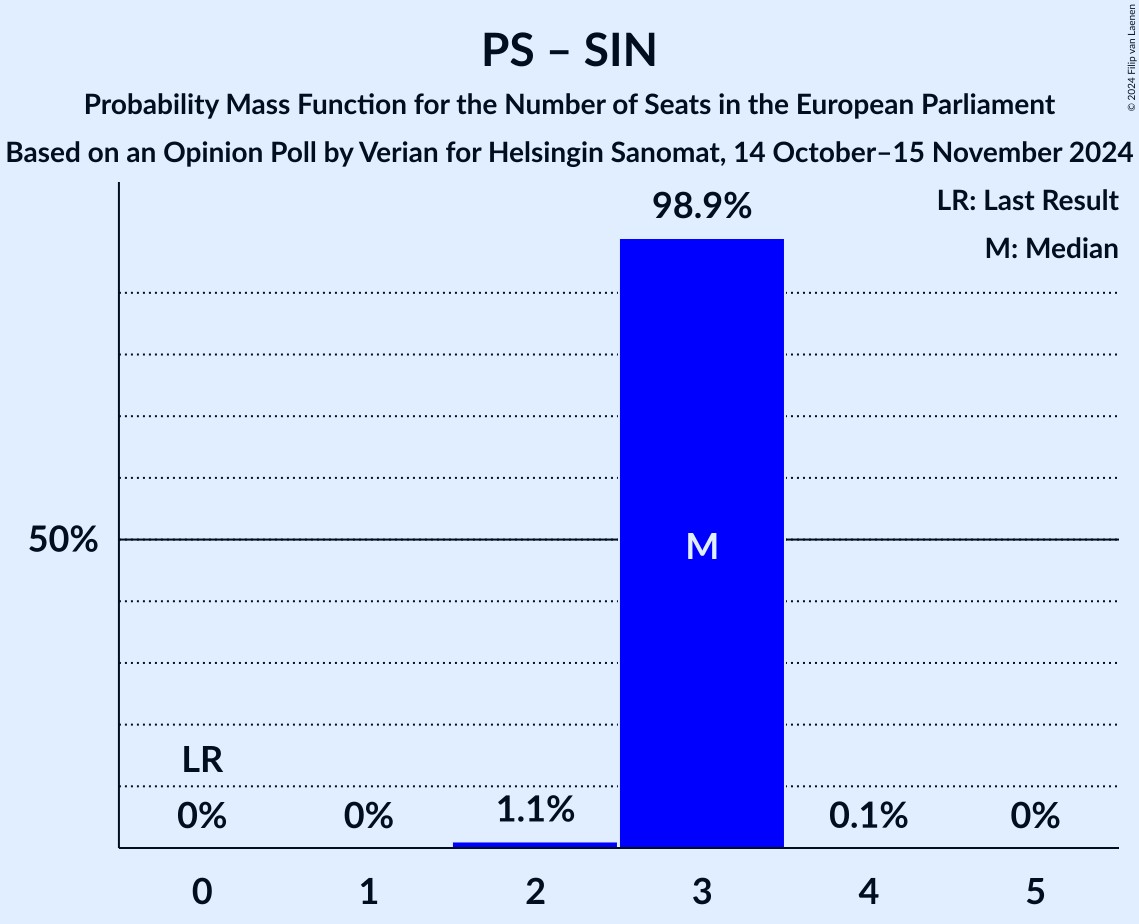 PS – SIN
Probability Mass Function for the Number of Seats in the European Parliament
Based on an Opinion Poll by Verian for Helsingin Sanomat, 14 October–15 November 2024
© 2024 Filip van Laenen
LR: Last Result
M: Median
98.9%
50%
M
LR
0%
0%
1.1%
0.1%
0%
0
1
2
3
4
5